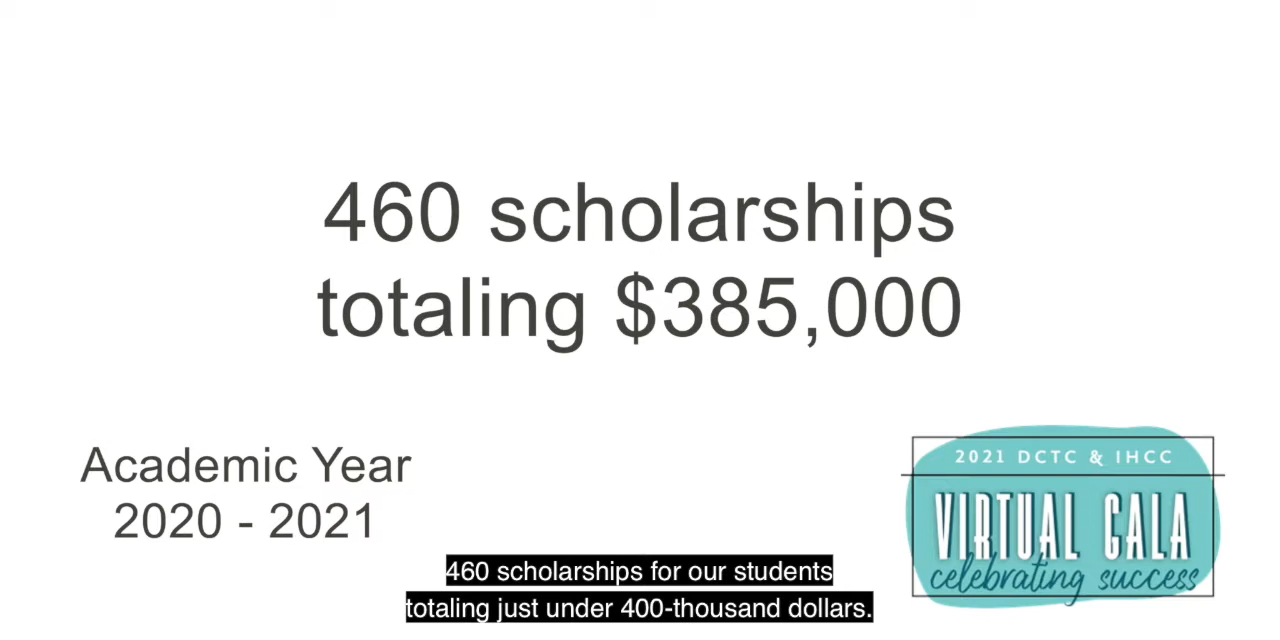 460 scholarships
totaling $385,000
Academic Year
2020 - 2021
2021 DCTC & IHCC
VIRTUAL GALA
celebrating success
460 scholarships for our students
totaling just under 400-thousand dollars.